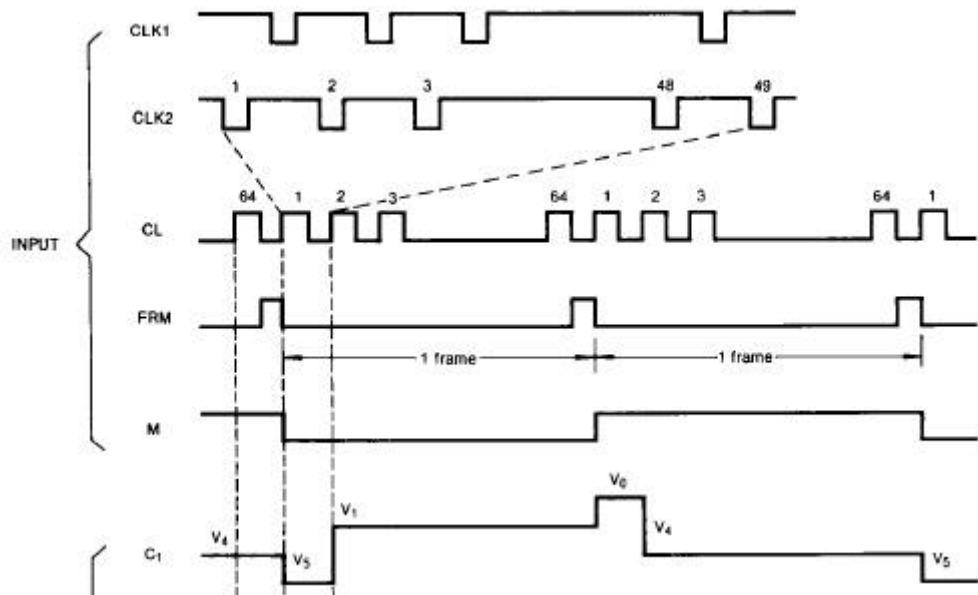 CLK1
1 2 3 48 49
CLK2
64 1 2 3 64 1 2 3 64 1
CL
INPUT
FRM
1 frame 1 frame
M
V0
V1
V4 V4
C1 V5 V5